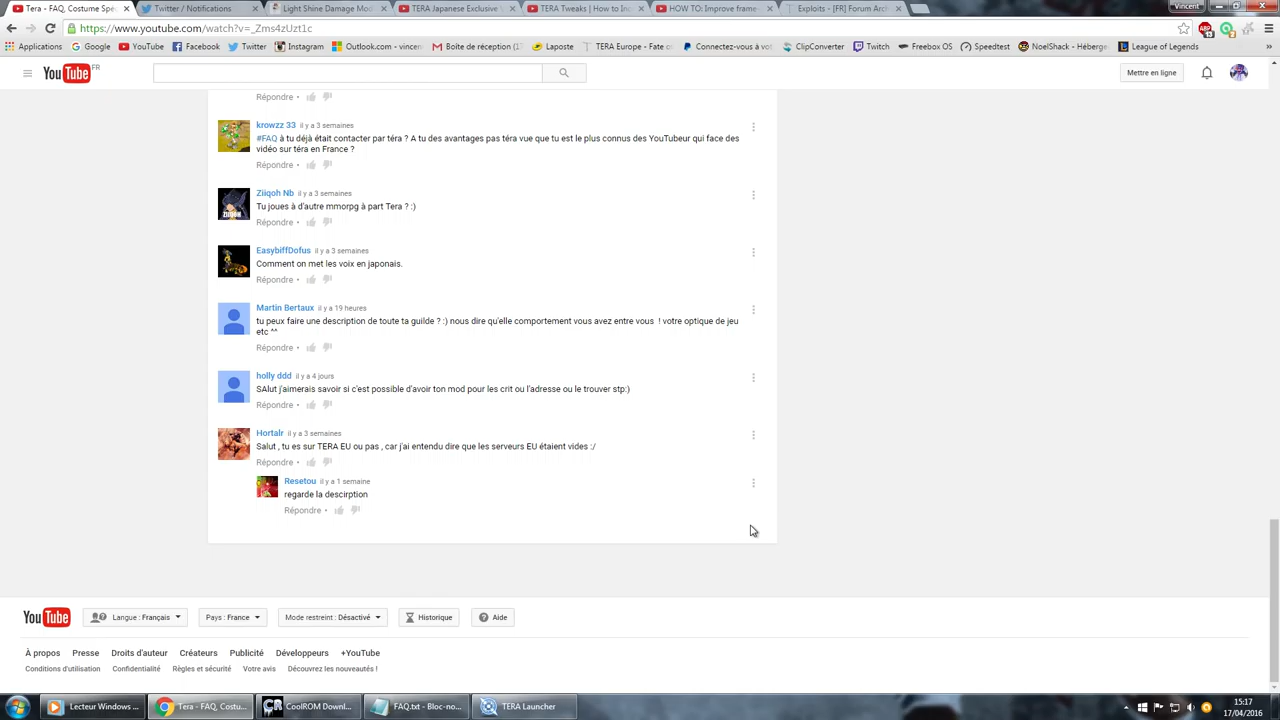 Tera - FAQ, Costume Spé
Twitter / Notifications
Light Shine Damage Mod
TERA Japanese Exclusive V
TERA Tweaks | How to In
HOW TO: Improve frame
Exploits - [FR] Forum Arch
Vincent
https://www.youtube.com/watch?v=_Zms4zUzt1c
Applications
Google
YouTube
Twitter
Facebook
Instagram
Outlook.com - vincen
Boîte de réception (1
Laposte
TERA Europe - Fate o
Connectez-vous à vot
ClipConverter
Twitch
Freebox OS
Speedtest
NoelShack - Héberge
League of Legends
YouTube FR
Mettre en ligne
Répondre •
krowzz 33 il y a 3 semaines
#FAQ à tu déjà était contacter par téra ? A tu des avantages pas téra vue que tu est le plus connus des YouTubeur qui face des
vidéo sur téra en France ?
Répondre •
Ziiqoh Nb il y a 3 semaines
Tu joues à d'autre mmorpg à part Tera ? :)
Répondre •
EasybiffDofus il y a 3 semaines
Comment on met les voix en japonais.
Répondre •
Martin Bertaux il y a 19 heures
tu peux faire une description de toute ta guilde ? :) nous dire qu'elle comportement vous avez entre vous ! votre optique de jeu
etc ^^
Répondre •
holly ddd il y a 4 jours
SAlut j'aimerais savoir si c'est possible d'avoir ton mod pour les crit ou l'adresse ou le trouver stp:)
Répondre •
Hortalr il y a 3 semaines
Salut , tu es sur TERA EU ou pas , car j'ai entendu dire que les serveurs EU étaient vides :/
Répondre •
Resetou il y a 1 semaine
regarde la descirption
Répondre •
YouTube
Langue : Français
Pays : France
Mode restreint : Désactivé
Historique
Aide
À propos
Presse
Droits d'auteur
Créateurs
Publicité
Développeurs
+YouTube
Conditions d'utilisation
Confidentialité
Règles et sécurité
Votre avis
Découvrez les nouveautés !
Lecteur Windows ...
Tera - FAQ, Costu...
CoolROM Downl...
FAQ.txt - Bloc-no...
TERA Launcher
15:17
17/04/2016